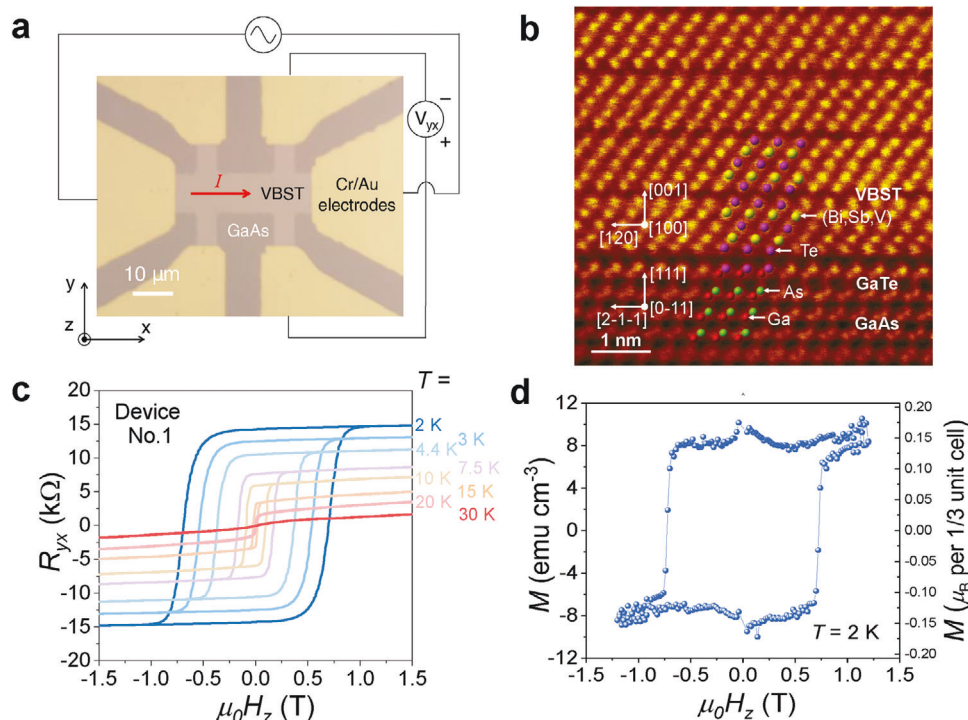 a
V_yx
−
+
I
VBST
Cr/Au
electrodes
GaAs
10 μm
y
z
x
b
[001]
[120]
[100]
VBST
(Bi,Sb,V)
Te
[111]
GaTe
As
[2-1-1]
[0-11]
Ga
GaAs
1 nm
c
T =
Device
No.1
2 K
3 K
4.4 K
7.5 K
10 K
15 K
20 K
30 K
20
15
10
5
0
-5
-10
-15
-20
R_yx (kΩ)
-1.5 -1.0 -0.5 0.0 0.5 1.0 1.5
μ₀H_z (T)
d
12
8
4
0
-4
-8
-12
M (emu cm⁻³)
0.20
0.15
0.10
0.05
0.00
-0.05
-0.10
-0.15
-0.20
M (μ_B per 1/3 unit cell)
T = 2 K
-1.5 -1.0 -0.5 0.0 0.5 1.0 1.5
μ₀H_z (T)